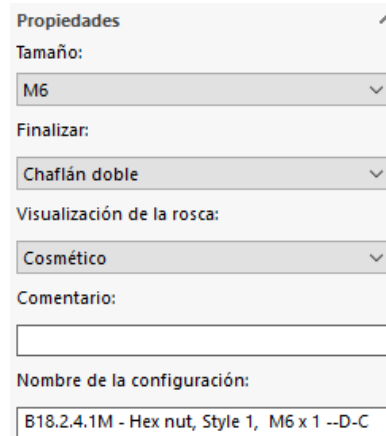 Propiedades
Tamaño:
M6
Finalizar:
Chaflán doble
Visualización de la rosca:
Cosmético
Comentario:
Nombre de la configuración:
B18.2.4.1M - Hex nut, Style 1,  M6 x 1 --D-C